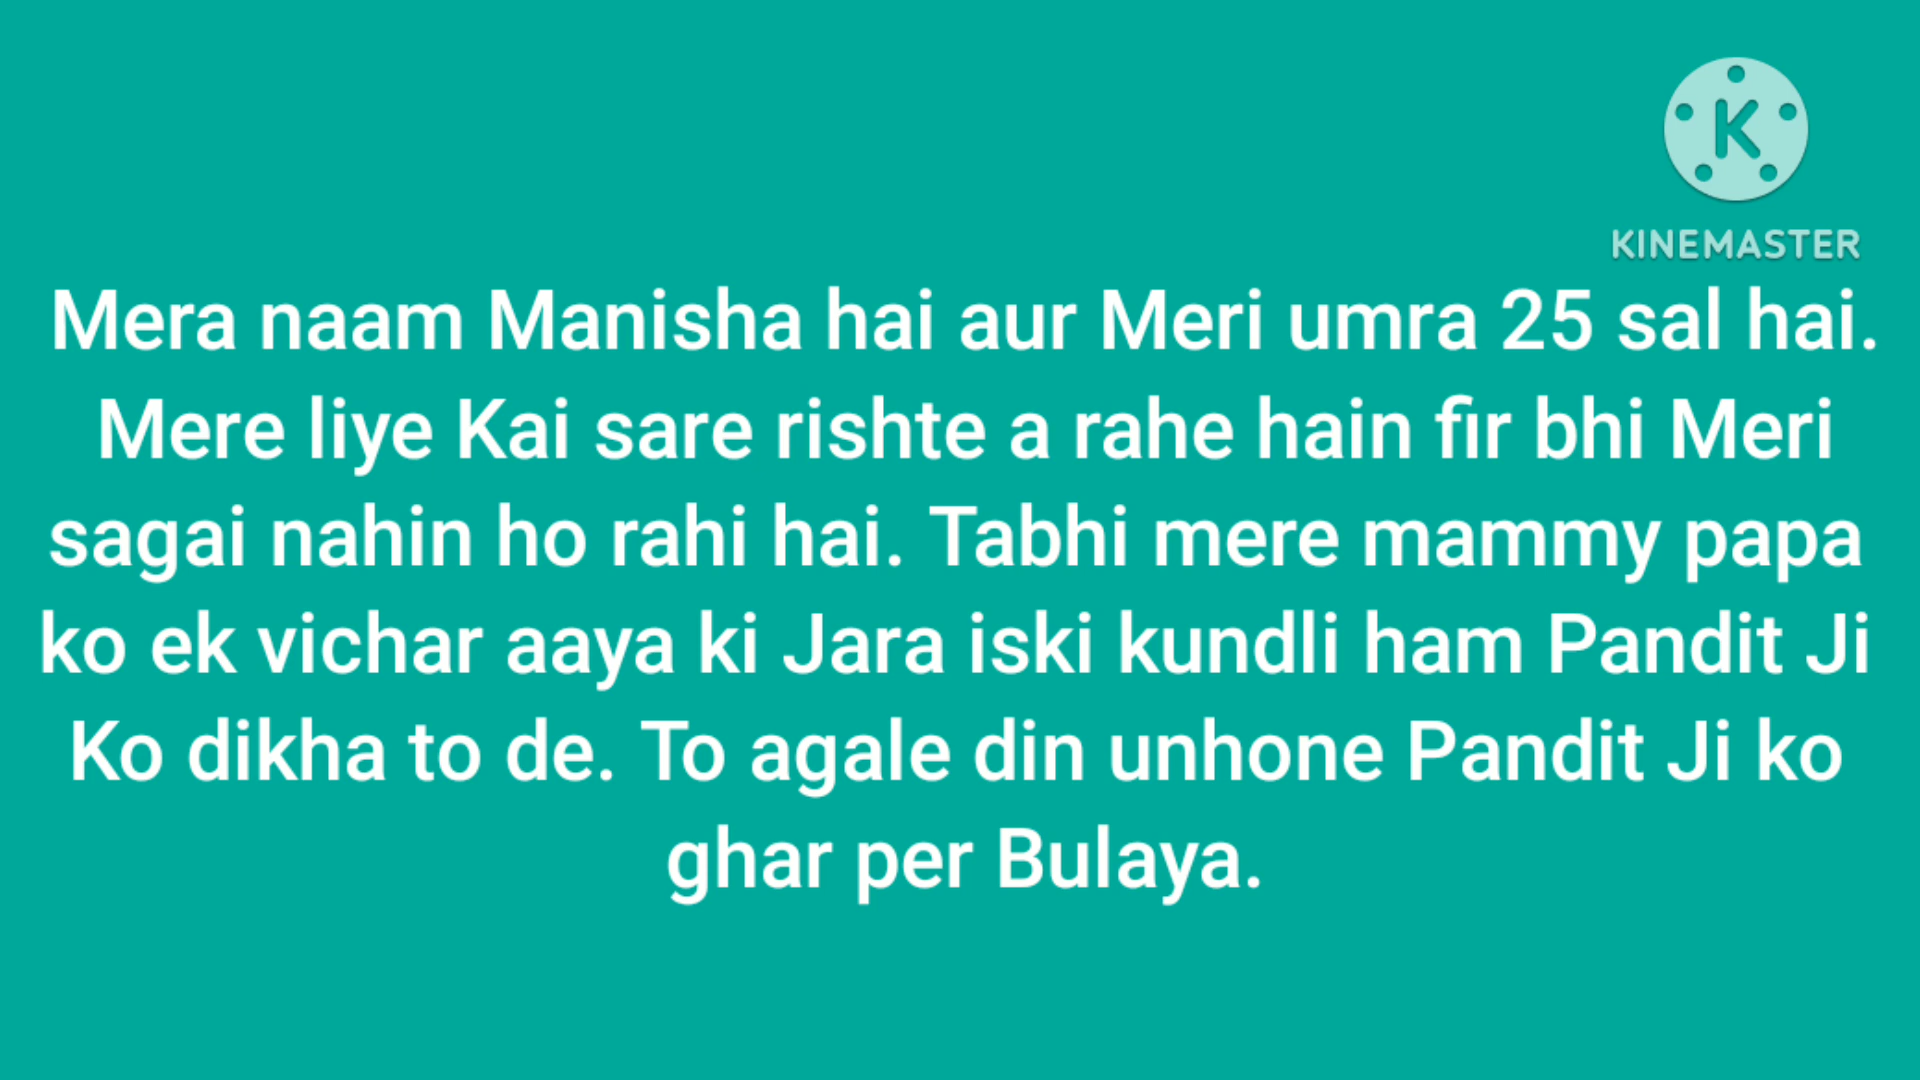 K
KINEMASTER
Mera naam Manisha hai aur Meri umra 25 sal hai.
Mere liye Kai sare rishte a rahe hain fir bhi Meri
sagai nahin ho rahi hai. Tabhi mere mammy papa
ko ek vichar aaya ki Jara iski kundli ham Pandit Ji
Ko dikha to de. To agale din unhone Pandit Ji ko
ghar per Bulaya.